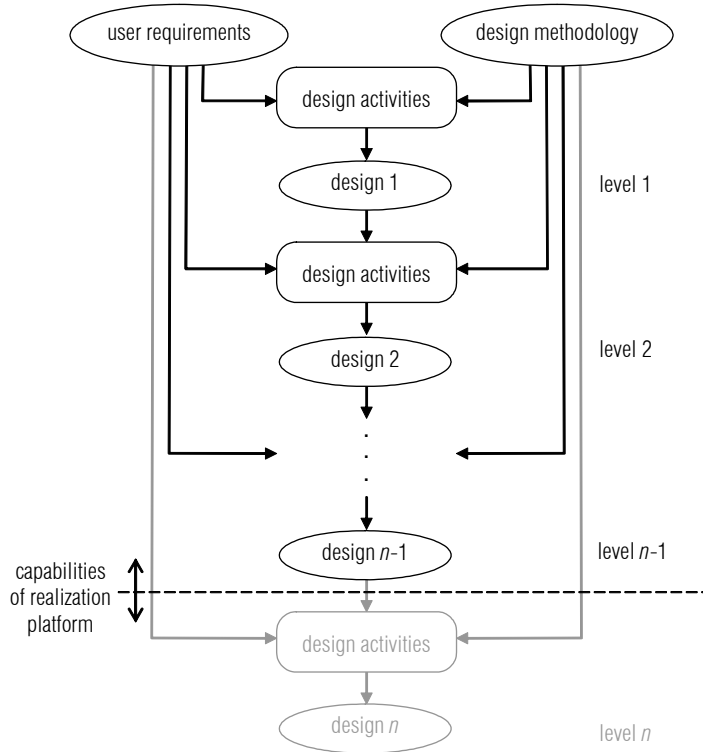 user requirements
design methodology
design activities
design 1
level 1
design activities
design 2
level 2
design n-1
level n-1
capabilities
of realization
platform
design activities
design n
level n